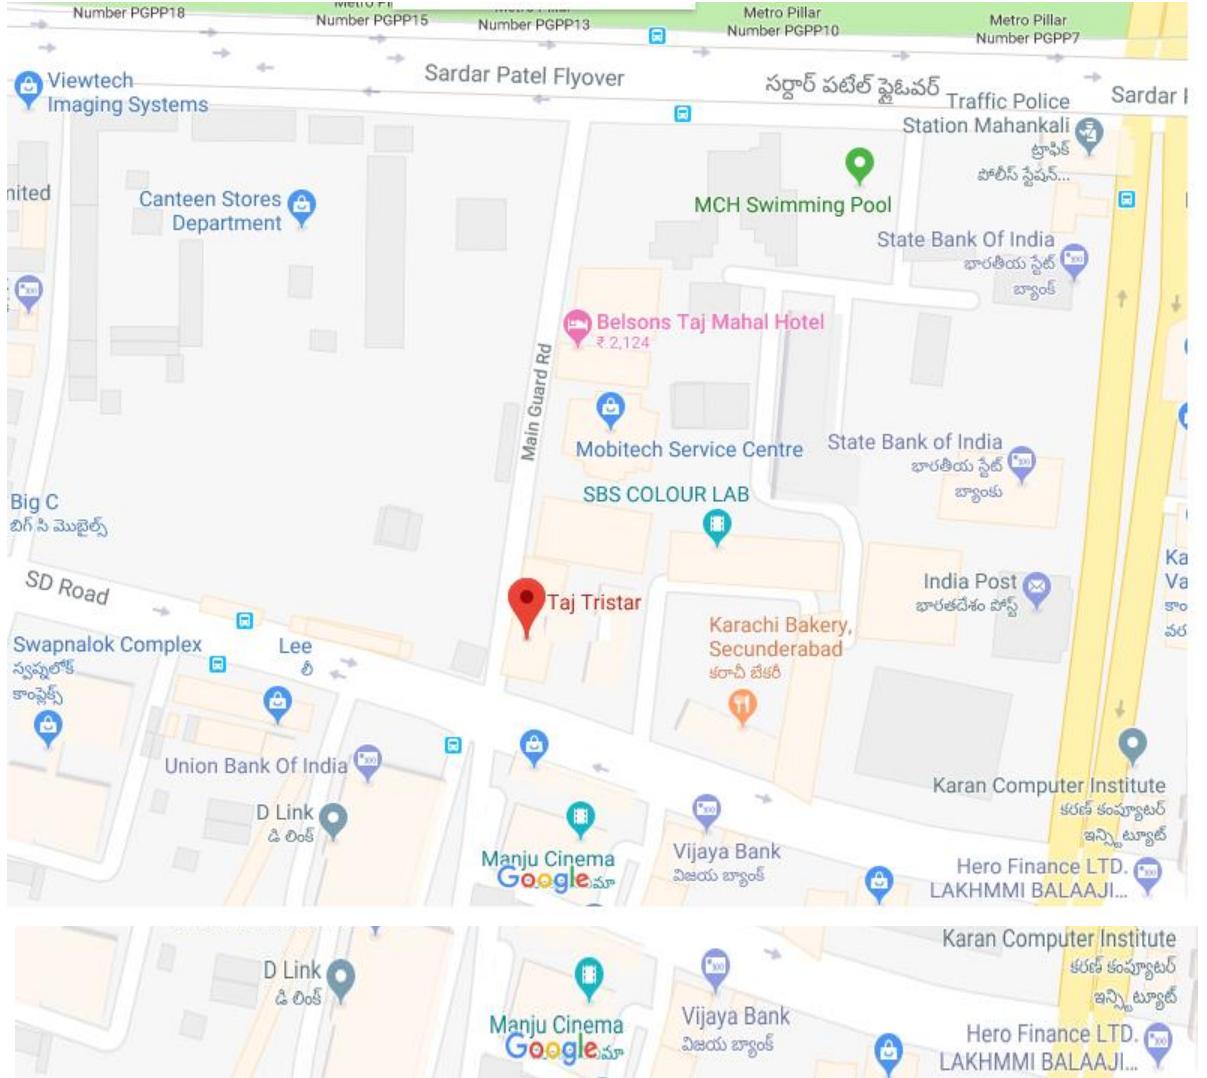 Metro Pillar
Number PGPP18
Number PGPP15
Number PGPP13
Metro Pillar
Number PGPP10
Metro Pillar
Number PGPP7
Sardar Patel Flyover
సర్దార్ పటేల్ ఫ్లైఓవర్
Sardar
Viewtech
Imaging Systems
Traffic Police
Station Mahankali
ట్రాఫిక్
పోలీస్ స్టేషన్...
Canteen Stores
Department
MCH Swimming Pool
State Bank Of India
భారతీయ స్టేట్
బ్యాంక్
Belsons Taj Mahal Hotel
₹ 2,124
Main Guard Rd
Mobitech Service Centre
State Bank of India
భారతీయ స్టేట్
బ్యాంకు
SBS COLOUR LAB
Big C
బిగ్ సి మొబైల్స్
SD Road
India Post
భారతదేశం పోస్ట్
Taj Tristar
Karachi Bakery,
Secunderabad
కరాచీ బేకరీ
Swapnalok Complex
స్వప్నలోక్
కాంప్లెక్స్
Lee
లీ
Union Bank Of India
D Link
డి లింక్
Karan Computer Institute
కరణ్ కంప్యూటర్
ఇన్స్టిట్యూట్
Manju Cinema
Google
Vijaya Bank
విజయ బ్యాంక్
Hero Finance LTD.
LAKHMMI BALAAJI...
Karan Computer Institute
కరణ్ కంప్యూటర్
ఇన్స్టిట్యూట్
D Link
డి లింక్
Manju Cinema
Google
Vijaya Bank
విజయ బ్యాంక్
Hero Finance LTD.
LAKHMMI BALAAJI...